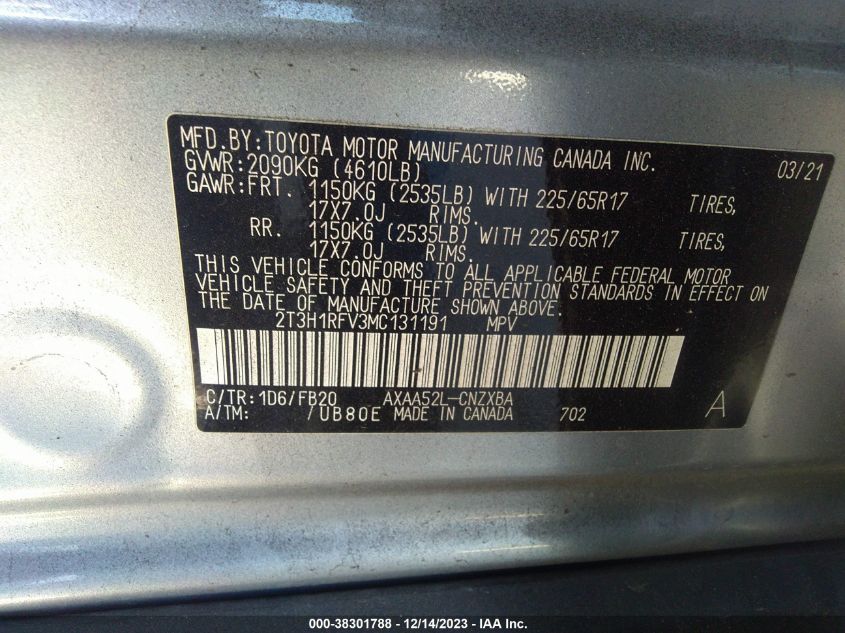 MFD.BY:TOYOTA MOTOR MANUFACTURING CANADA INC. 03/21
GVWR:2090KG (4610LB)
GAWR:FRT. 1150KG (2535LB) WITH 225/65R17 TIRES,
17X7.0J RIMS.
RR. 1150KG (2535LB) WITH 225/65R17 TIRES,
17X7.0J RIMS.
THIS VEHICLE CONFORMS TO ALL APPLICABLE FEDERAL MOTOR
VEHICLE SAFETY AND THEFT PREVENTION STANDARDS IN EFFECT ON
THE DATE OF MANUFACTURE SHOWN ABOVE.
2T3H1RFV3MC131191 MPV
C/TR:1D6/FB20 AXAA52L-CNZXBA
A/TM: /UB80E MADE IN CANADA 702 A
000-38301788 - 12/14/2023 - IAA Inc.